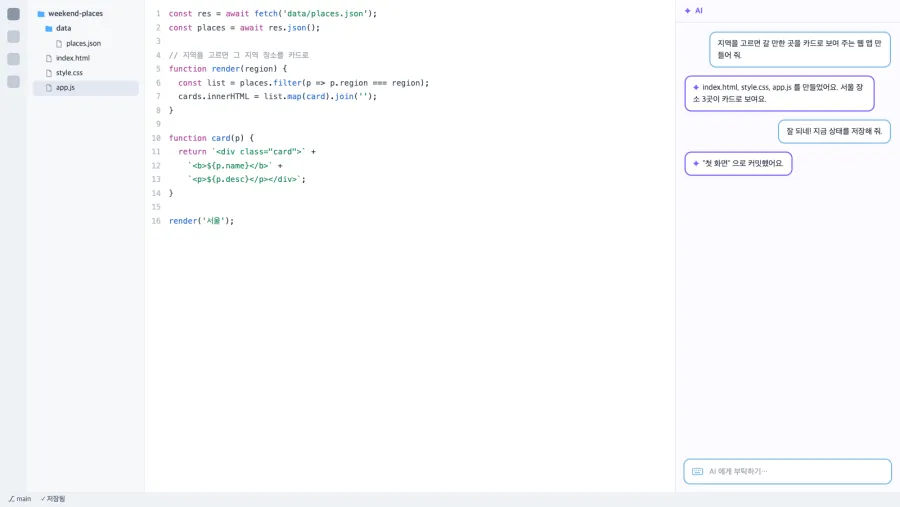 weekend-places
data
places.json
index.html
style.css
app.js
1 const res = await fetch('data/places.json');
2 const places = await res.json();
3
4 // 지역을 고르면 그 지역 장소를 카드로
5 function render(region) {
6 const list = places.filter(p => p.region === region);
7 cards.innerHTML = list.map(card).join('');
8 }
9
10 function card(p) {
11 return `<div class="card">` +
12 `<b>${p.name}</b>` +
13 `<p>${p.desc}</p></div>`;
14 }
15
16 render('서울');
AI
지역을 고르면 갈 만한 곳을 카드로 보여 주는 웹 앱 만
들어 줘.
index.html, style.css, app.js 를 만들었어요. 서울 장
소 3곳이 카드로 보여요.
잘 되네! 지금 상태를 저장해 줘.
"첫 화면" 으로 커밋했어요.
AI 에게 부탁하기…
main ✓ 저장됨